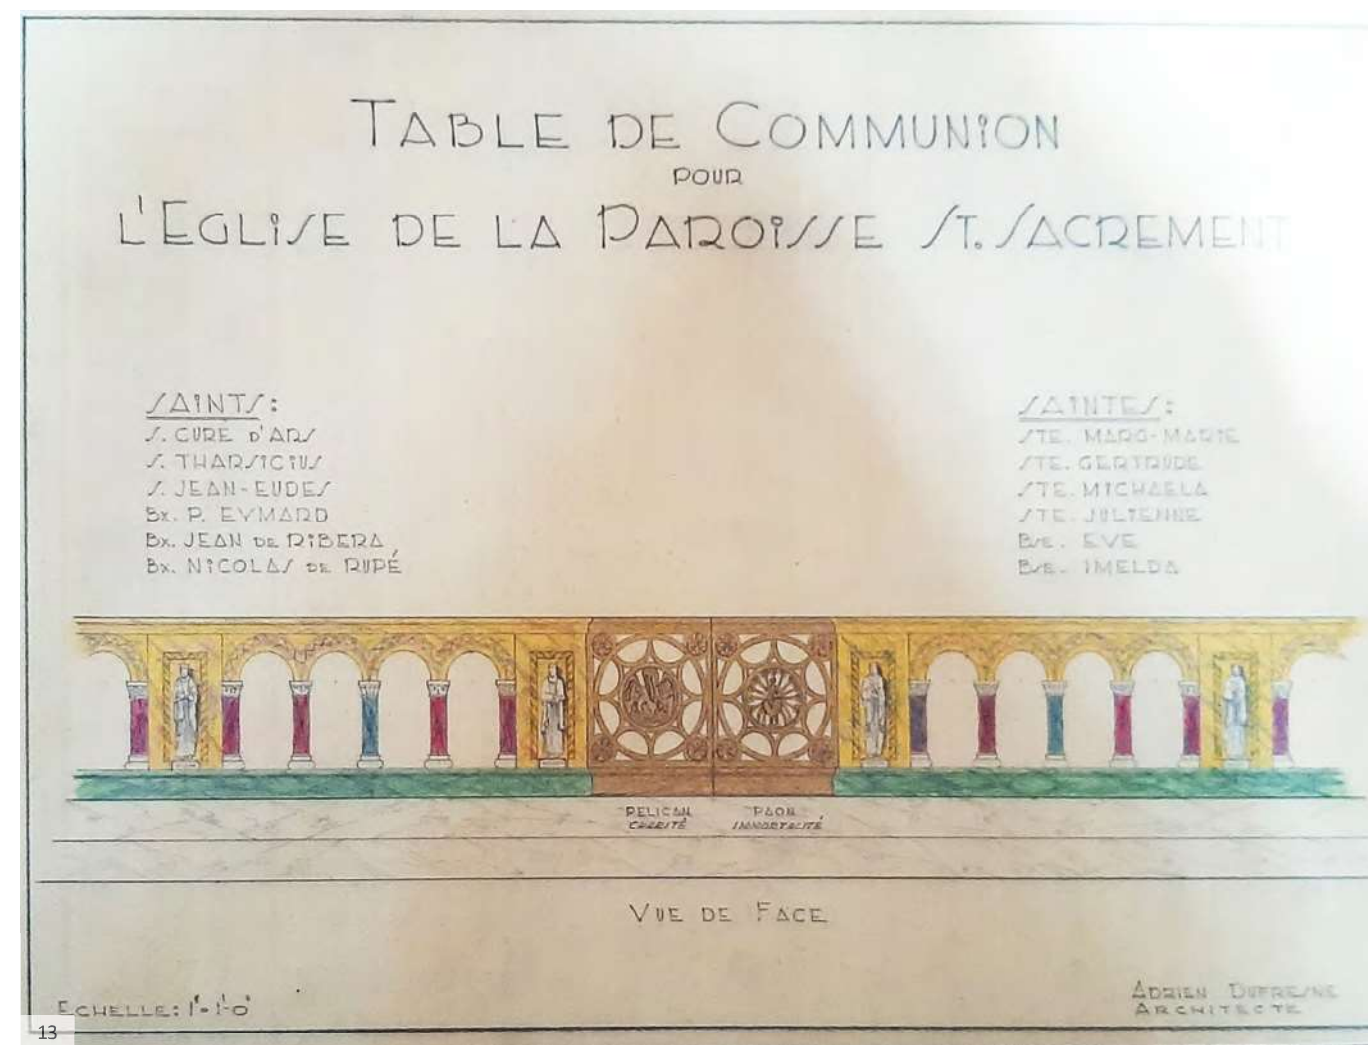 TABLE DE COMMUNION
POUR
L'EGLISE DE LA PAROISSE ST. SACREMENT
SAINTS:
S. CURE D'ARS
S. THARSICIUS
S. JEAN-EUDES
Bx. P. EYMARD
Bx. JEAN DE RIBERA
Bx. NICOLAS DE RUPÉ
SAINTES:
STE. MARG-MARIE
STE. GERTRUDE
STE. MICHAELA
STE. JULIENNE
BSE. EVE
BSE. IMELDA
PELICAN PAON
CHARITÉ IMMORTALITÉ
VUE DE FACE
ECHELLE: 1"=1'-0"
ADRIEN DUFRESNE
ARCHITECTE
13